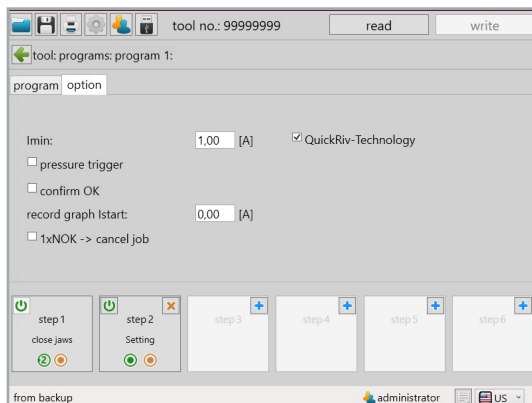 tool no.: 99999999 read write
tool: programs: program 1:
program option
Imin: 1,00 [A] QuickRiv-Technology
pressure trigger
confirm OK
record graph Istart: 0,00 [A]
1xNOK -> cancel job
step 1 step 2 step 3 step 4 step 5 step 6
close jaws Setting
2
from backup administrator US